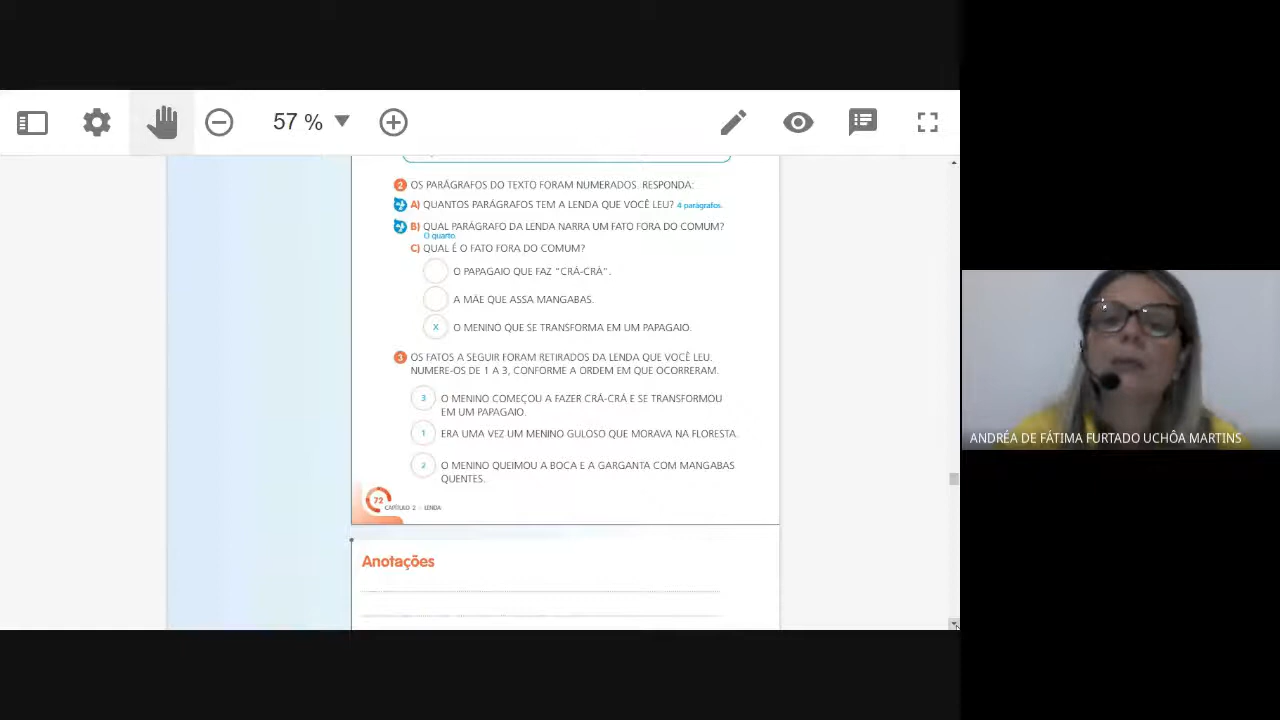 57 %
2 OS PARÁGRAFOS DO TEXTO FORAM NUMERADOS. RESPONDA:
A) QUANTOS PARÁGRAFOS TEM A LENDA QUE VOCÊ LEU? 4 parágrafos.
B) QUAL PARÁGRAFO DA LENDA NARRA UM FATO FORA DO COMUM?
O quarto.
C) QUAL É O FATO FORA DO COMUM?
O PAPAGAIO QUE FAZ "CRÁ-CRÁ".
A MÃE QUE ASSA MANGABAS.
X O MENINO QUE SE TRANSFORMA EM UM PAPAGAIO.
3 OS FATOS A SEGUIR FORAM RETIRADOS DA LENDA QUE VOCÊ LEU.
NUMERE-OS DE 1 A 3, CONFORME A ORDEM EM QUE OCORRERAM.
3 O MENINO COMEÇOU A FAZER CRÁ-CRÁ E SE TRANSFORMOU
EM UM PAPAGAIO.
1 ERA UMA VEZ UM MENINO GULOSO QUE MORAVA NA FLORESTA.
2 O MENINO QUEIMOU A BOCA E A GARGANTA COM MANGABAS
QUENTES.
72
CAPÍTULO 2 - LENDA
Anotações
ANDRÉA DE FÁTIMA FURTADO UCHÔA MARTINS